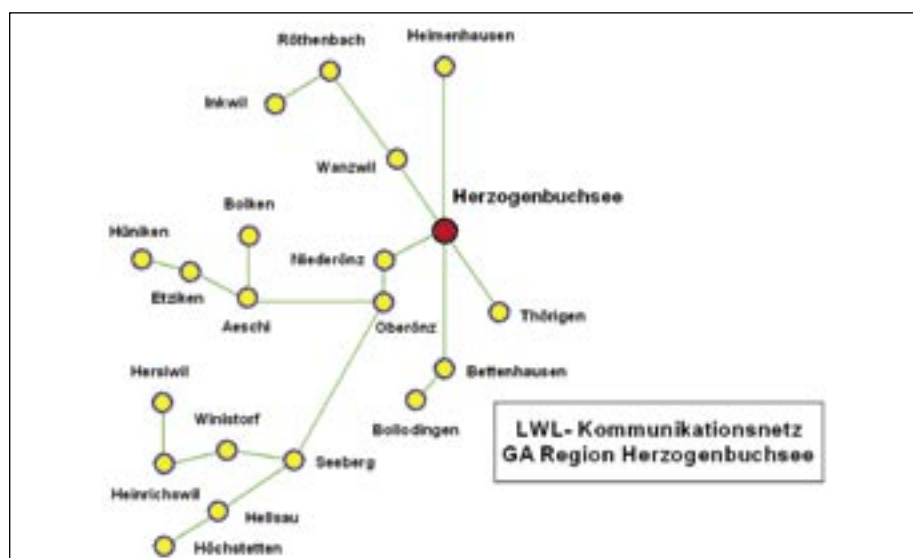 Röthenbach
Heimenhausen
Inkwil
Wanzwil
Herzogenbuchsee
Bolken
Hüniken
Niederönz
Etziken
Aeschi
Oberönz
Thörigen
Hersiwil
Bettenhausen
Winistorf
Bollodingen
LWL- Kommunikationsnetz
GA Region Herzogenbuchsee
Seeberg
Heinrichswil
Hellsau
Höchstetten